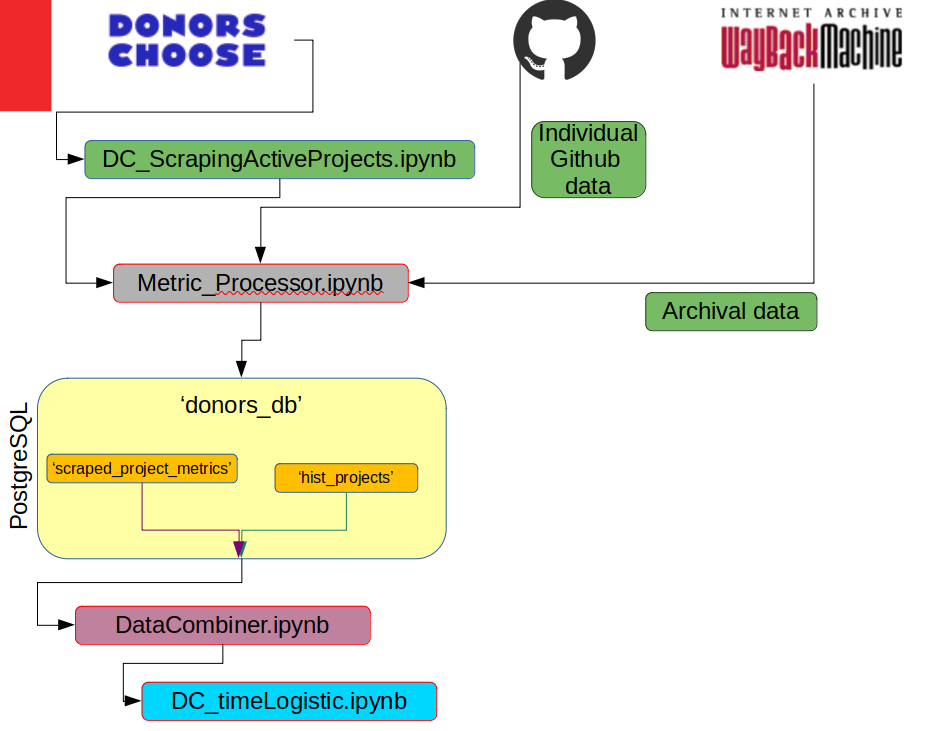 DONORS
CHOOSE
INTERNET ARCHIVE
WayBackMachine
Individual
Github
data
DC_ScrapingActiveProjects.ipynb
Metric_Processor.ipynb
Archival data
PostgreSQL
‘donors_db’
‘scraped_project_metrics’
‘hist_projects’
DataCombiner.ipynb
DC_timeLogistic.ipynb